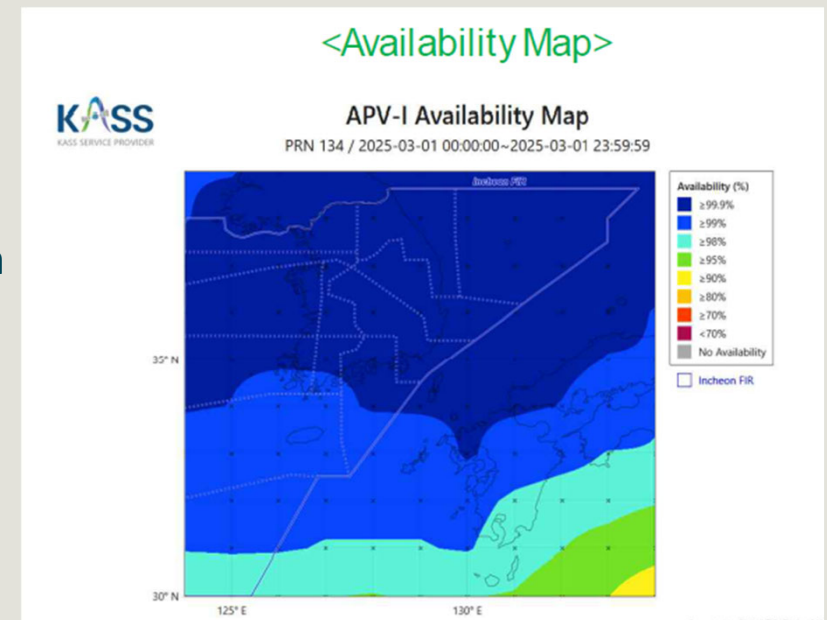 <Availability Map>
KASS
KASS SERVICE PROVIDER
APV-I Availability Map
PRN 134 / 2025-03-01 00:00:00~2025-03-01 23:59:59
Incheon FIR
Availability (%)
≥99.9%
≥99%
≥98%
≥95%
≥90%
≥80%
≥70%
<70%
No Availability
Incheon FIR
35° N
30° N
125° E
130° E